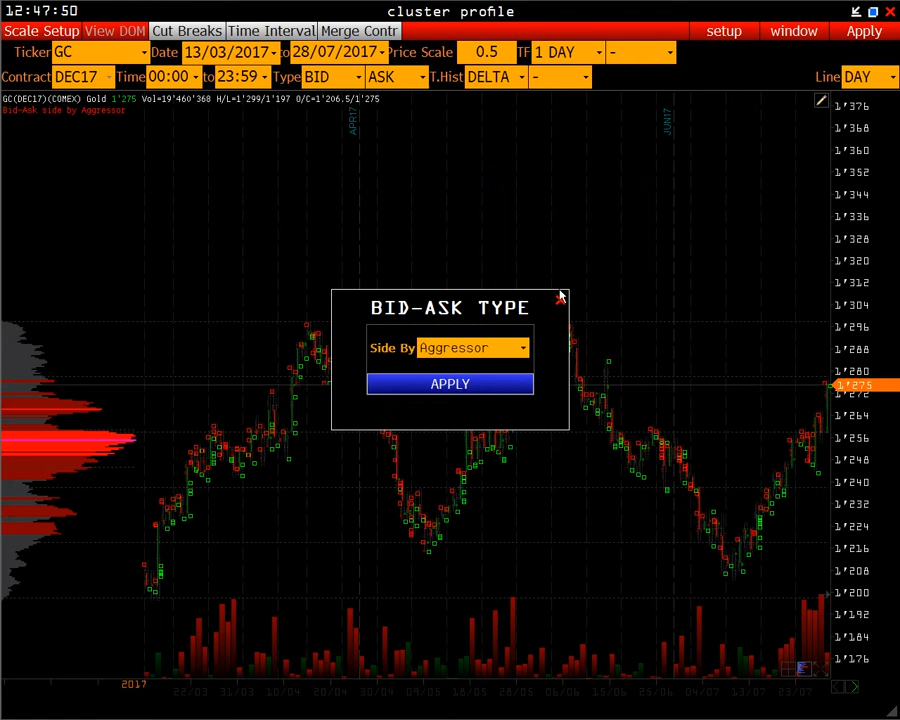 12:47:50 cluster profile
Scale Setup View DOM Cut Breaks Time Interval Merge Contr setup window Apply
Ticker GC Date 13/03/2017 to 28/07/2017 Price Scale 0.5 TF 1 DAY -
Contract DEC17 Time 00:00 to 23:59 Type BID ASK T.Hist DELTA - Line DAY
GC(DEC17)(COMEX) Gold 1'275 Vol=19'460'368 H/L=1'299/1'197 O/C=1'206.5/1'275
Bid-Ask side by Aggressor
APR17
JUN17
1'376
1'368
1'360
1'352
1'344
1'336
1'328
1'320
1'312
1'304
1'296
1'288
1'280
1'275
1'272
1'264
1'256
1'248
1'240
1'232
1'224
1'216
1'208
1'200
1'192
1'184
1'176
BID-ASK TYPE
Side By Aggressor
APPLY
2017 22/03 31/03 10/04 20/04 30/04 09/05 18/05 28/05 06/06 15/06 25/06 04/07 13/07 23/07